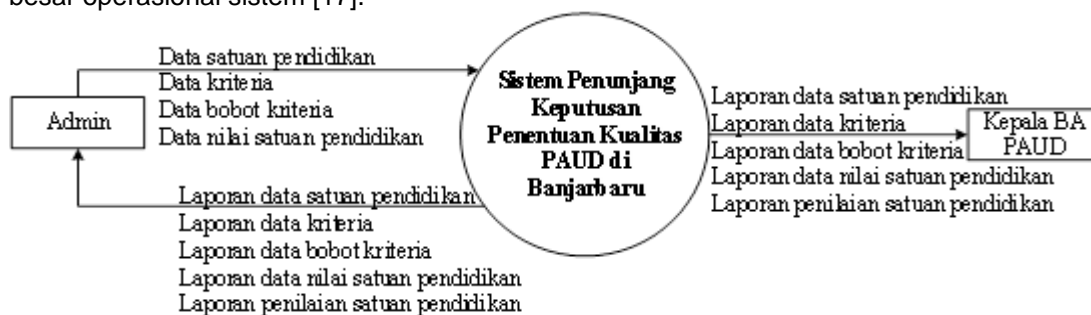 besar operasional sistem [17].
Data satuan pendidikan
Data kriteria
Data bobot kriteria
Data nilai satuan pendidikan
Admin
Sistem Penunjang
Keputusan
Penentuan Kualitas
PAUD di
Banjarbaru
Laporan data satuan pendidikan
Laporan data kriteria
Laporan data bobot kriteria
Laporan data nilai satuan pendidikan
Laporan penilaian satuan pendidikan
Kepala BA
PAUD
Laporan data satuan pendidikan
Laporan data kriteria
Laporan data bobot kriteria
Laporan data nilai satuan pendidikan
Laporan penilaian satuan pendidikan